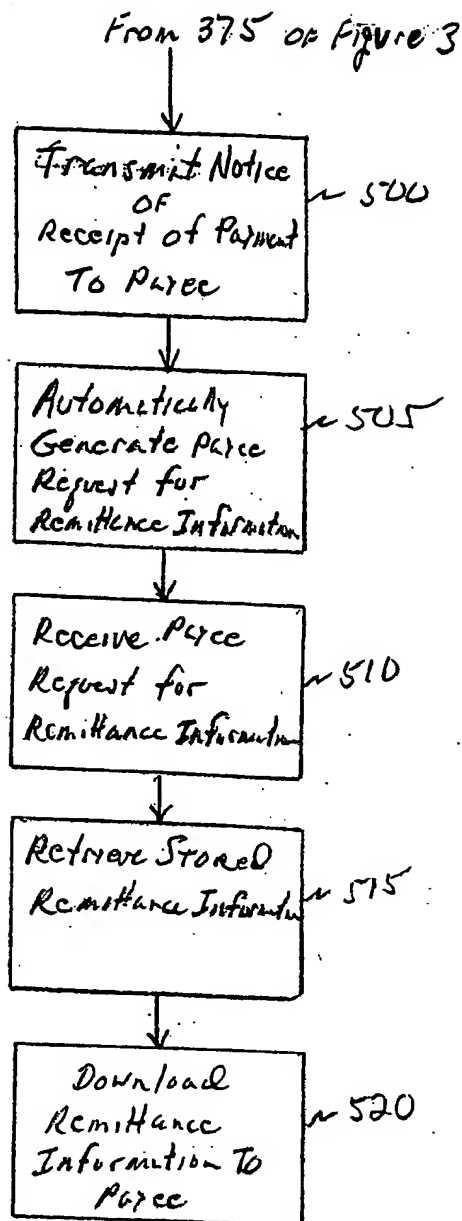 From 375 of Figure 3
Transmit Notice
OF
Receipt of Payment
To Payee
500
Automatically
Generate Payee
Request for
Remittance Information
505
Receive Payee
Request for
Remittance Information
510
Retrieve Stored
Remittance Information
515
Download
Remittance
Information To
Payee
520